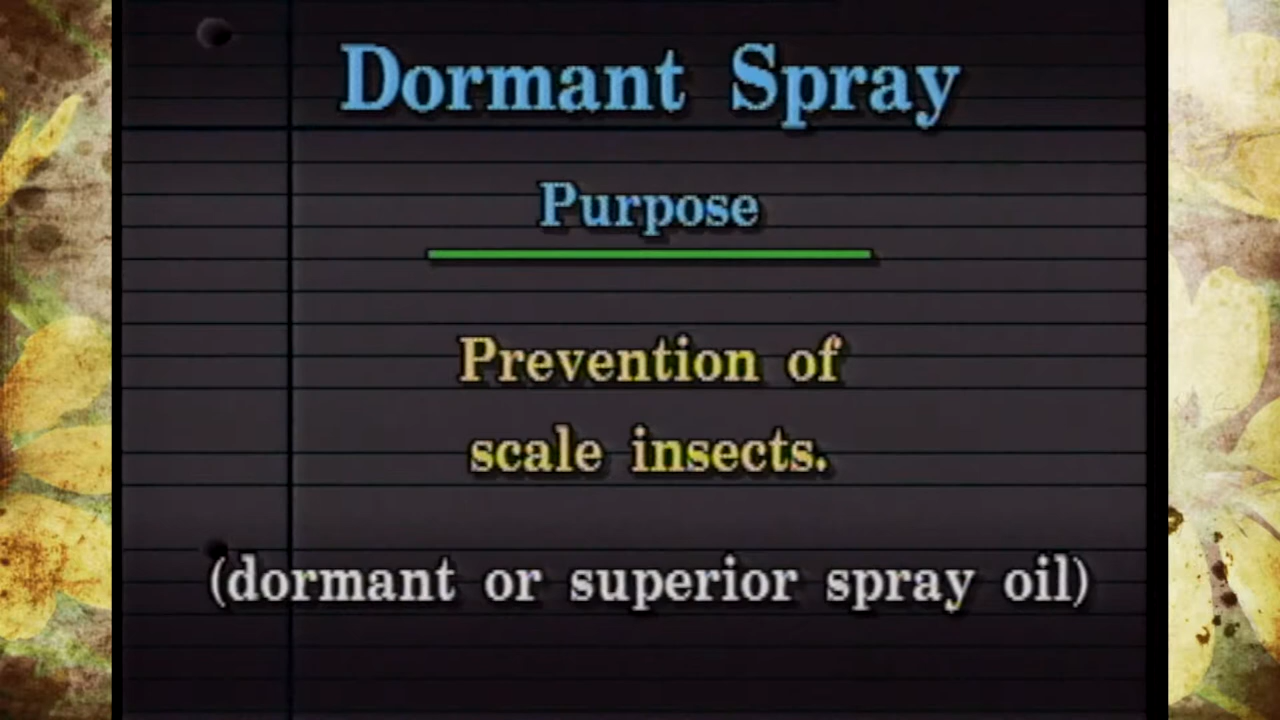 Dormant Spray
Purpose
Prevention of
scale insects.
(dormant or superior spray oil)